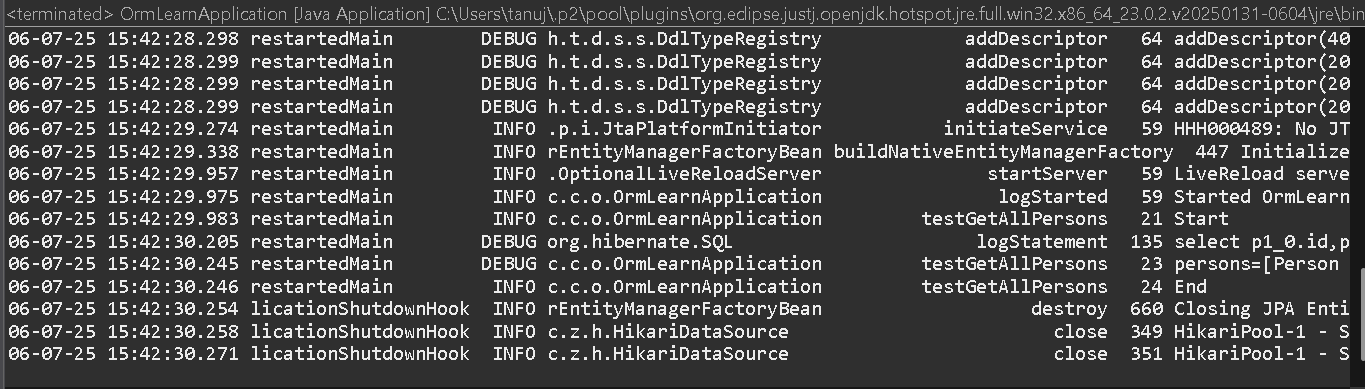 <terminated> OrmLearnApplication [Java Application] C:\Users\tanuj\.p2\pool\plugins\org.eclipse.justj.openjdk.hotspot.jre.full.win32.x86_64_23.0.2.v20250131-0604\jre\bin
06-07-25 15:42:28.298 restartedMain DEBUG h.t.d.s.s.DdlTypeRegistry addDescriptor 64 addDescriptor(40
06-07-25 15:42:28.299 restartedMain DEBUG h.t.d.s.s.DdlTypeRegistry addDescriptor 64 addDescriptor(20
06-07-25 15:42:28.299 restartedMain DEBUG h.t.d.s.s.DdlTypeRegistry addDescriptor 64 addDescriptor(20
06-07-25 15:42:28.299 restartedMain DEBUG h.t.d.s.s.DdlTypeRegistry addDescriptor 64 addDescriptor(20
06-07-25 15:42:29.274 restartedMain INFO .p.i.JtaPlatformInitiator initiateService 59 HHH000489: No JT
06-07-25 15:42:29.338 restartedMain INFO rEntityManagerFactoryBean buildNativeEntityManagerFactory 447 Initialize
06-07-25 15:42:29.957 restartedMain INFO .OptionalLiveReloadServer startServer 59 LiveReload serve
06-07-25 15:42:29.975 restartedMain INFO c.c.o.OrmLearnApplication logStarted 59 Started OrmLearn
06-07-25 15:42:29.983 restartedMain INFO c.c.o.OrmLearnApplication testGetAllPersons 21 Start
06-07-25 15:42:30.205 restartedMain DEBUG org.hibernate.SQL logStatement 135 select p1_0.id,p
06-07-25 15:42:30.245 restartedMain DEBUG c.c.o.OrmLearnApplication testGetAllPersons 23 persons=[Person
06-07-25 15:42:30.246 restartedMain INFO c.c.o.OrmLearnApplication testGetAllPersons 24 End
06-07-25 15:42:30.254 licationShutdownHook INFO rEntityManagerFactoryBean destroy 660 Closing JPA Enti
06-07-25 15:42:30.258 licationShutdownHook INFO c.z.h.HikariDataSource close 349 HikariPool-1 - S
06-07-25 15:42:30.271 licationShutdownHook INFO c.z.h.HikariDataSource close 351 HikariPool-1 - S